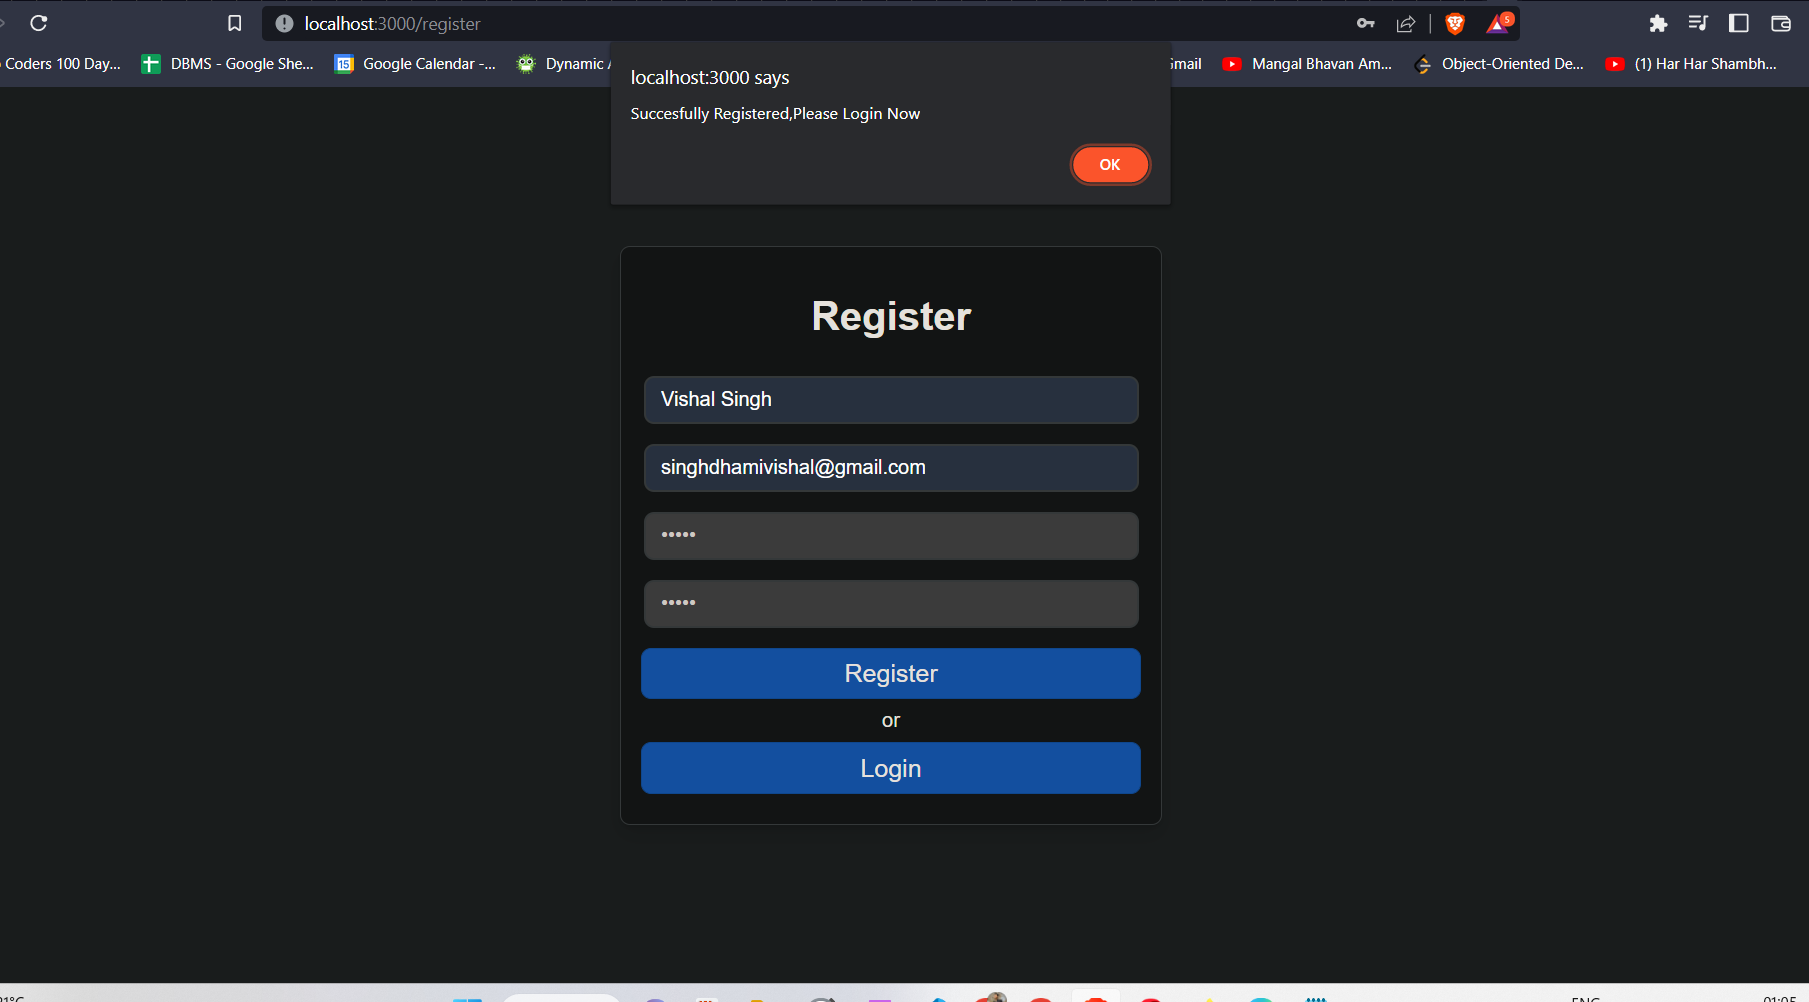 localhost:3000/register
5
Coders 100 Day...
DBMS - Google She...
15
Google Calendar -...
Dynamic
Mangal Bhavan Am...
Object-Oriented De...
(1) Har Har Shambh...
localhost:3000 says
Succesfully Registered,Please Login Now
OK
Register
Vishal Singh
singhdhamivishal@gmail.com
•••••
•••••
Register
or
Login